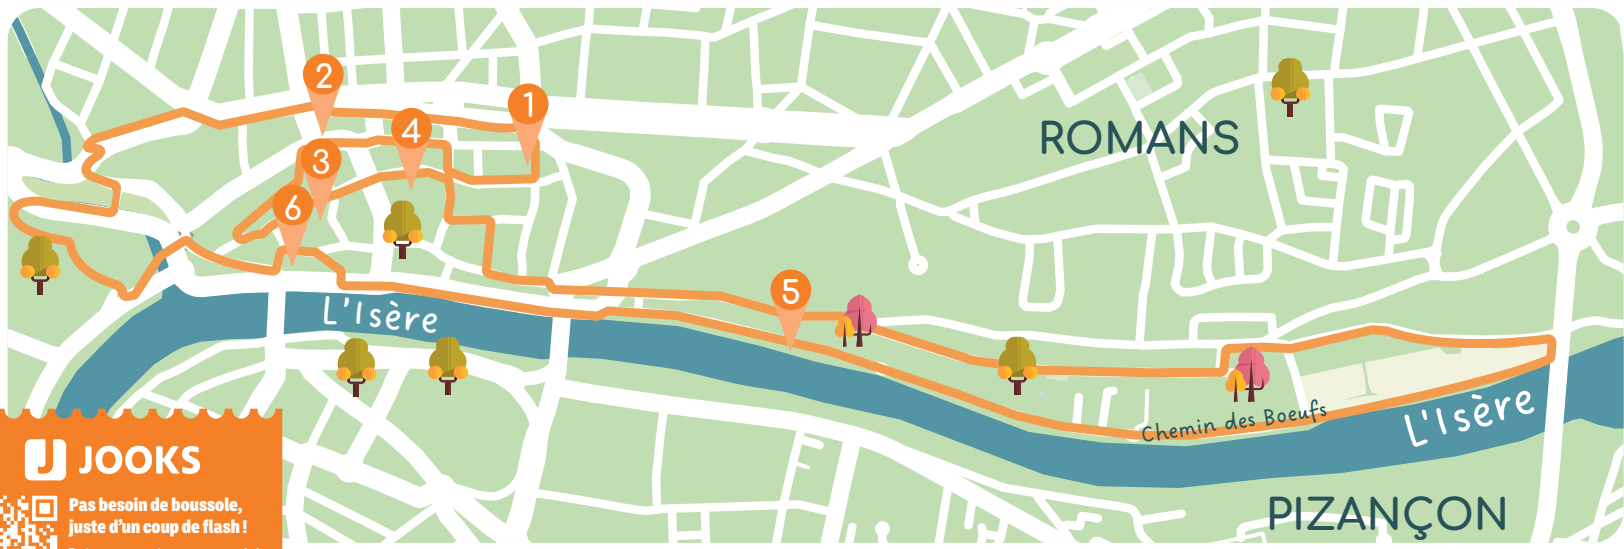 2
1
4
3
6
ROMANS
5
L'Isère
Chemin des Boeufs
L'Isère
PIZANÇON
J JOOKS
Pas besoin de boussole,
juste d'un coup de flash !